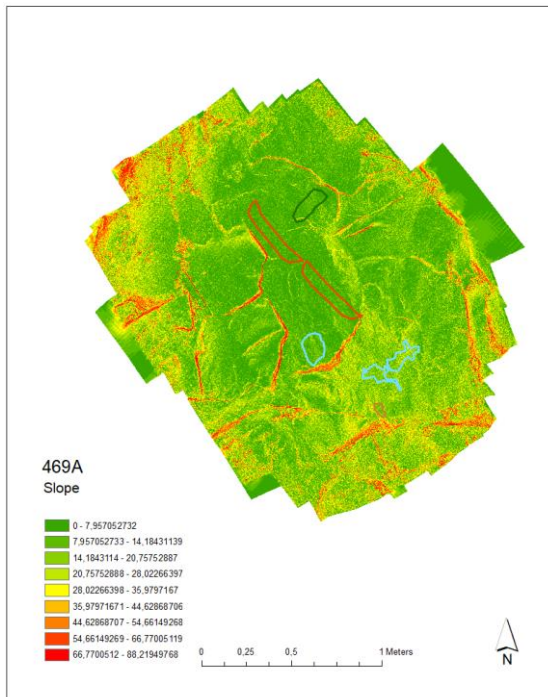 469A
Slope
0 - 7,957052732
7,957052733 - 14,18431139
14,1843114 - 20,75752887
20,75752888 - 28,02266397
28,02266398 - 35,9797167
35,97971671 - 44,62868706
44,62868707 - 54,66149268
54,66149269 - 66,77005119
66,7700512 - 88,21949768
0 0,25 0,5 1 Meters
N